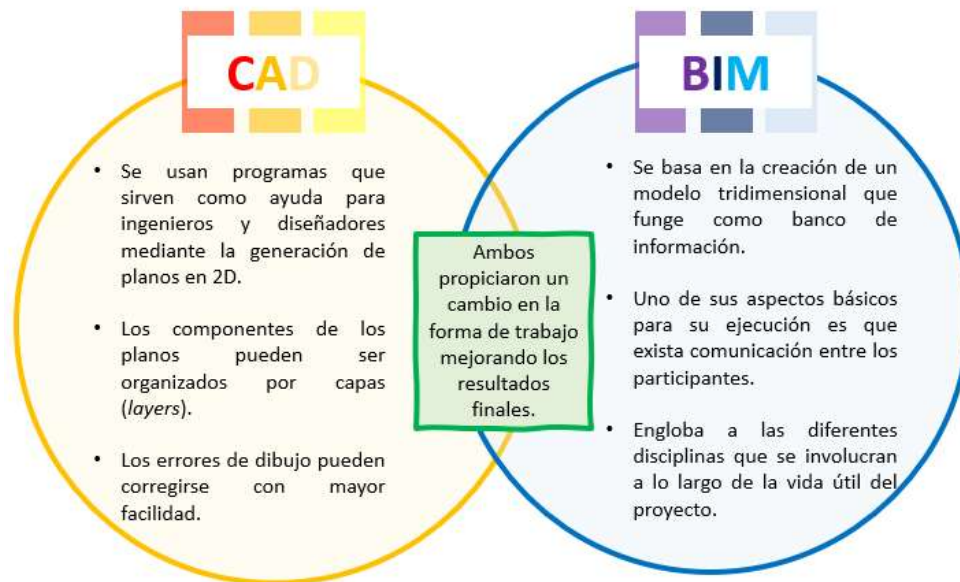 CAD
• Se usan programas que
sirven como ayuda para
ingenieros y diseñadores
mediante la generación de
planos en 2D.
• Los componentes de los
planos pueden ser
organizados por capas
(layers).
• Los errores de dibujo pueden
corregirse con mayor
facilidad.
Ambos
propiciaron un
cambio en la
forma de trabajo
mejorando los
resultados
finales.
BIM
• Se basa en la creación de un
modelo tridimensional que
funge como banco de
información.
• Uno de sus aspectos básicos
para su ejecución es que
exista comunicación entre los
participantes.
• Engloba a las diferentes
disciplinas que se involucran
a lo largo de la vida útil del
proyecto.